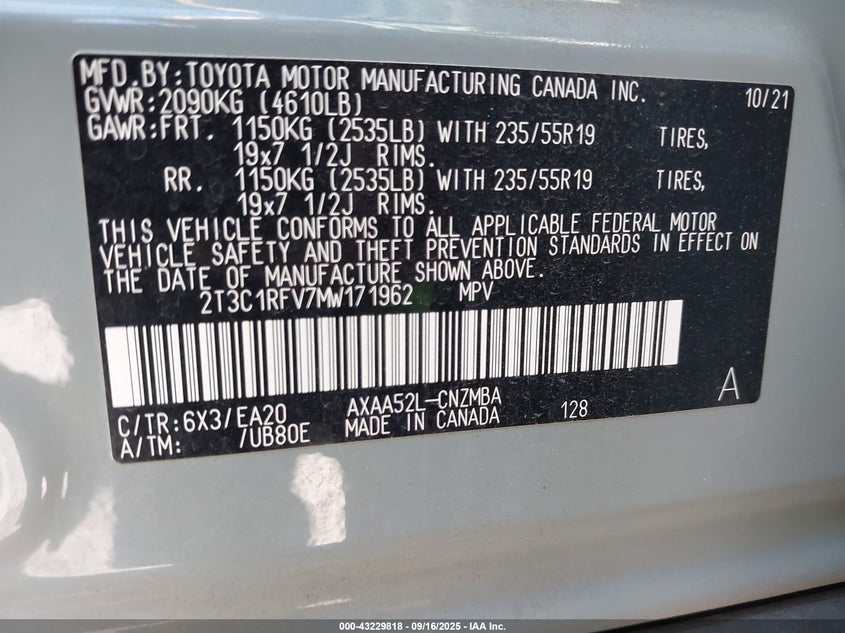 MFD.BY:TOYOTA MOTOR MANUFACTURING CANADA INC. 10/21
GVWR:2090KG (4610LB)
GAWR:FRT. 1150KG (2535LB) WITH 235/55R19 TIRES,
19x7 1/2J RIMS.
RR. 1150KG (2535LB) WITH 235/55R19 TIRES,
19x7 1/2J RIMS.
THIS VEHICLE CONFORMS TO ALL APPLICABLE FEDERAL MOTOR
VEHICLE SAFETY AND THEFT PREVENTION STANDARDS IN EFFECT ON
THE DATE OF MANUFACTURE SHOWN ABOVE.
2T3C1RFV7MW171962 MPV
A
C/TR:6X3/EA20 AXAA52L-CNZMBA
A/TM: /UB80E MADE IN CANADA 128
000-43229818 - 09/16/2025 - IAA Inc.